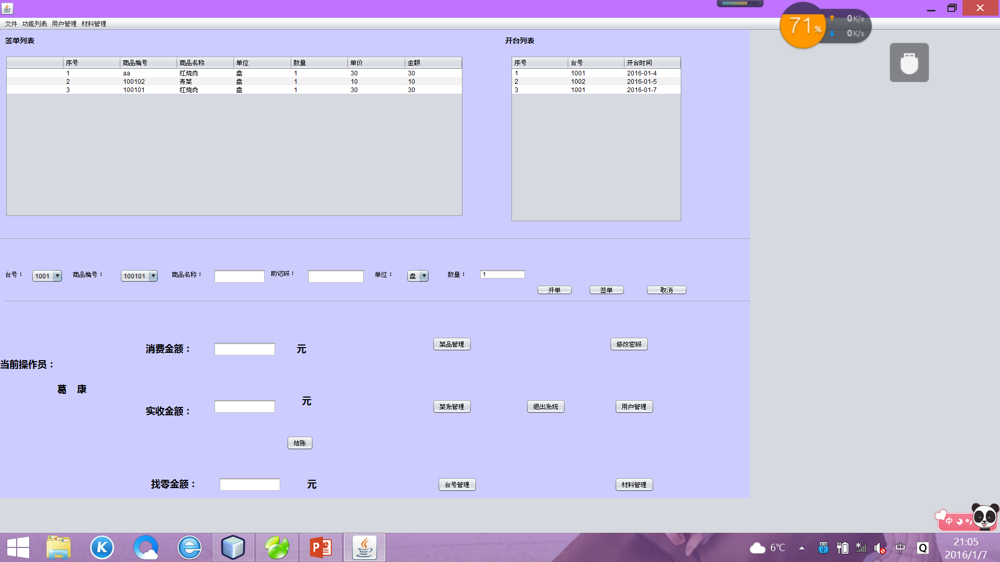 文件 功能列表 用户管理 材料管理
71%
0K/s
0K/s
签单列表
开台列表
序号 商品编号 商品名称 单位 数量 单价 金额
1 aa 红烧肉 盘 1 30 30
2 100102 青菜 盘 1 10 10
3 100101 红烧肉 盘 1 30 30
序号 台号 开台时间
1 1001 2016-01-4
2 1002 2016-01-5
3 1001 2016-01-7
台号： 1001 商品编号： 100101 商品名称： 助记码： 单位： 盘 数量： 1
开单 签单 取消
消费金额： 元 菜品管理 修改密码
当前操作员：
葛 康
实收金额： 元 菜系管理 退出系统 用户管理
结账
找零金额： 元 台号管理 材料管理
中
6℃ 中 Q 21:05
2016/1/7